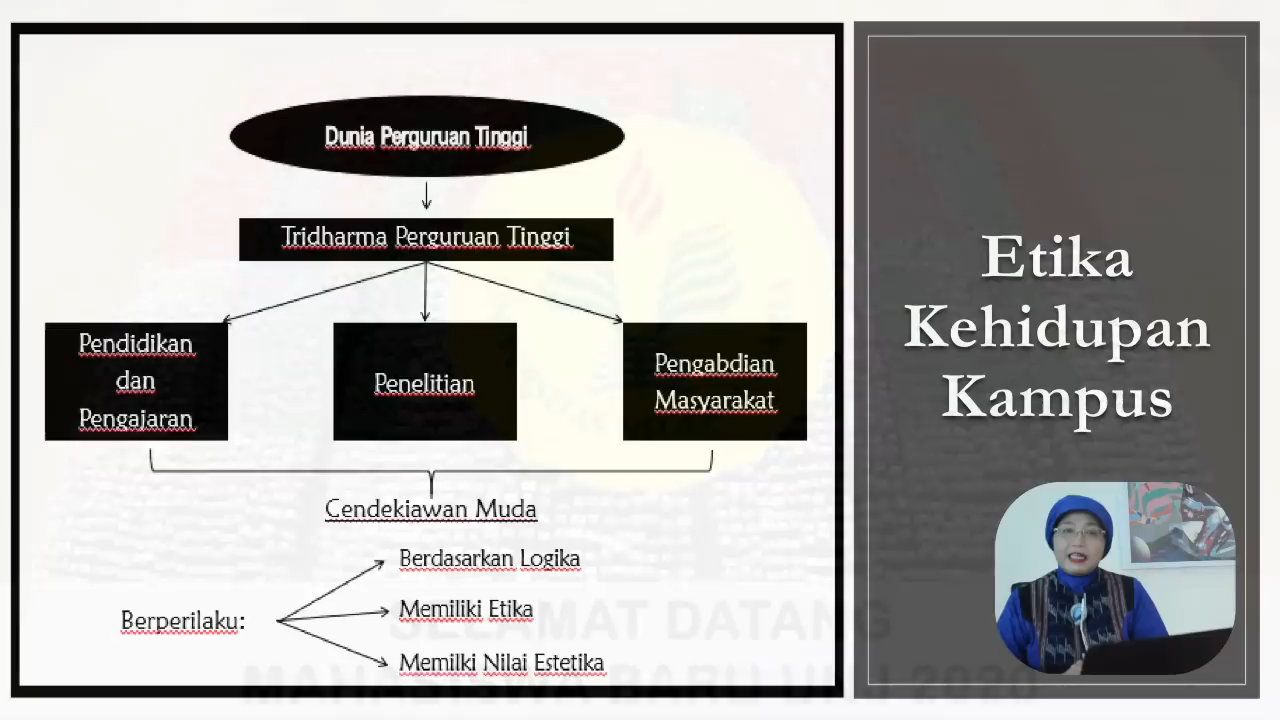 Dunia Perguruan Tinggi
Tridharma Perguruan Tinggi
Pendidikan
dan
Pengajaran
Penelitian
Pengabdian
Masyarakat
Cendekiawan Muda
Berperilaku:
Berdasarkan Logika
Memiliki Etika
Memilki Nilai Estetika
Etika
Kehidupan
Kampus
SELAMAT DATANG
MAHASISWA BARU UNJ 2020